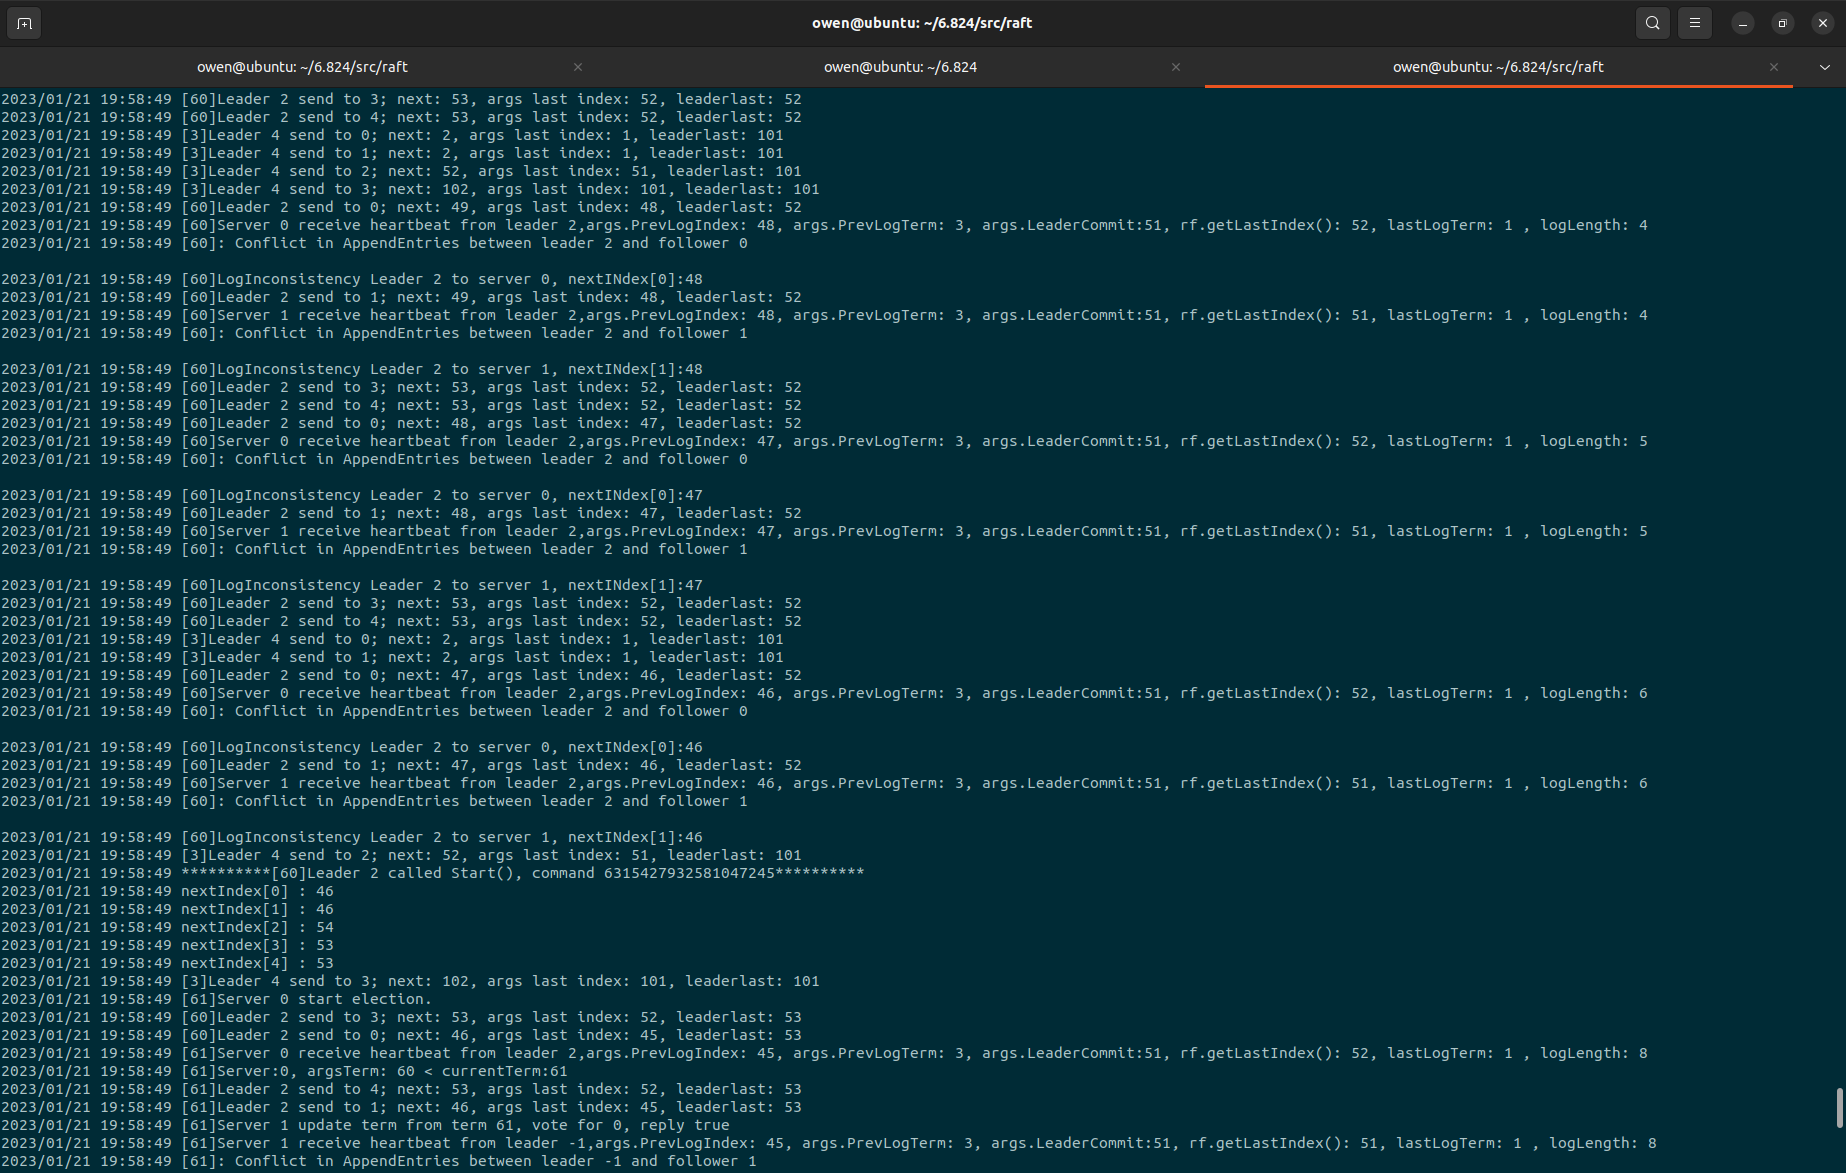 owen@ubuntu: ~/6.824/src/raft
owen@ubuntu: ~/6.824/src/raft
owen@ubuntu: ~/6.824
owen@ubuntu: ~/6.824/src/raft
2023/01/21 19:58:49 [60]Leader 2 send to 3; next: 53, args last index: 52, leaderlast: 52
2023/01/21 19:58:49 [60]Leader 2 send to 4; next: 53, args last index: 52, leaderlast: 52
2023/01/21 19:58:49 [3]Leader 4 send to 0; next: 2, args last index: 1, leaderlast: 101
2023/01/21 19:58:49 [3]Leader 4 send to 1; next: 2, args last index: 1, leaderlast: 101
2023/01/21 19:58:49 [3]Leader 4 send to 2; next: 52, args last index: 51, leaderlast: 101
2023/01/21 19:58:49 [3]Leader 4 send to 3; next: 102, args last index: 101, leaderlast: 101
2023/01/21 19:58:49 [60]Leader 2 send to 0; next: 49, args last index: 48, leaderlast: 52
2023/01/21 19:58:49 [60]Server 0 receive heartbeat from leader 2,args.PrevLogIndex: 48, args.PrevLogTerm: 3, args.LeaderCommit:51, rf.getLastIndex(): 52, lastLogTerm: 1 , logLength: 4
2023/01/21 19:58:49 [60]: Conflict in AppendEntries between leader 2 and follower 0
2023/01/21 19:58:49 [60]LogInconsistency Leader 2 to server 0, nextINdex[0]:48
2023/01/21 19:58:49 [60]Leader 2 send to 1; next: 49, args last index: 48, leaderlast: 52
2023/01/21 19:58:49 [60]Server 1 receive heartbeat from leader 2,args.PrevLogIndex: 48, args.PrevLogTerm: 3, args.LeaderCommit:51, rf.getLastIndex(): 51, lastLogTerm: 1 , logLength: 4
2023/01/21 19:58:49 [60]: Conflict in AppendEntries between leader 2 and follower 1
2023/01/21 19:58:49 [60]LogInconsistency Leader 2 to server 1, nextINdex[1]:48
2023/01/21 19:58:49 [60]Leader 2 send to 3; next: 53, args last index: 52, leaderlast: 52
2023/01/21 19:58:49 [60]Leader 2 send to 4; next: 53, args last index: 52, leaderlast: 52
2023/01/21 19:58:49 [60]Leader 2 send to 0; next: 48, args last index: 47, leaderlast: 52
2023/01/21 19:58:49 [60]Server 0 receive heartbeat from leader 2,args.PrevLogIndex: 47, args.PrevLogTerm: 3, args.LeaderCommit:51, rf.getLastIndex(): 52, lastLogTerm: 1 , logLength: 5
2023/01/21 19:58:49 [60]: Conflict in AppendEntries between leader 2 and follower 0
2023/01/21 19:58:49 [60]LogInconsistency Leader 2 to server 0, nextINdex[0]:47
2023/01/21 19:58:49 [60]Leader 2 send to 1; next: 48, args last index: 47, leaderlast: 52
2023/01/21 19:58:49 [60]Server 1 receive heartbeat from leader 2,args.PrevLogIndex: 47, args.PrevLogTerm: 3, args.LeaderCommit:51, rf.getLastIndex(): 51, lastLogTerm: 1 , logLength: 5
2023/01/21 19:58:49 [60]: Conflict in AppendEntries between leader 2 and follower 1
2023/01/21 19:58:49 [60]LogInconsistency Leader 2 to server 1, nextINdex[1]:47
2023/01/21 19:58:49 [60]Leader 2 send to 3; next: 53, args last index: 52, leaderlast: 52
2023/01/21 19:58:49 [60]Leader 2 send to 4; next: 53, args last index: 52, leaderlast: 52
2023/01/21 19:58:49 [3]Leader 4 send to 0; next: 2, args last index: 1, leaderlast: 101
2023/01/21 19:58:49 [3]Leader 4 send to 1; next: 2, args last index: 1, leaderlast: 101
2023/01/21 19:58:49 [60]Leader 2 send to 0; next: 47, args last index: 46, leaderlast: 52
2023/01/21 19:58:49 [60]Server 0 receive heartbeat from leader 2,args.PrevLogIndex: 46, args.PrevLogTerm: 3, args.LeaderCommit:51, rf.getLastIndex(): 52, lastLogTerm: 1 , logLength: 6
2023/01/21 19:58:49 [60]: Conflict in AppendEntries between leader 2 and follower 0
2023/01/21 19:58:49 [60]LogInconsistency Leader 2 to server 0, nextINdex[0]:46
2023/01/21 19:58:49 [60]Leader 2 send to 1; next: 47, args last index: 46, leaderlast: 52
2023/01/21 19:58:49 [60]Server 1 receive heartbeat from leader 2,args.PrevLogIndex: 46, args.PrevLogTerm: 3, args.LeaderCommit:51, rf.getLastIndex(): 51, lastLogTerm: 1 , logLength: 6
2023/01/21 19:58:49 [60]: Conflict in AppendEntries between leader 2 and follower 1
2023/01/21 19:58:49 [60]LogInconsistency Leader 2 to server 1, nextINdex[1]:46
2023/01/21 19:58:49 [3]Leader 4 send to 2; next: 52, args last index: 51, leaderlast: 101
2023/01/21 19:58:49 **********[60]Leader 2 called Start(), command 6315427932581047245**********
2023/01/21 19:58:49 nextIndex[0] : 46
2023/01/21 19:58:49 nextIndex[1] : 46
2023/01/21 19:58:49 nextIndex[2] : 54
2023/01/21 19:58:49 nextIndex[3] : 53
2023/01/21 19:58:49 nextIndex[4] : 53
2023/01/21 19:58:49 [3]Leader 4 send to 3; next: 102, args last index: 101, leaderlast: 101
2023/01/21 19:58:49 [61]Server 0 start election.
2023/01/21 19:58:49 [60]Leader 2 send to 3; next: 53, args last index: 52, leaderlast: 53
2023/01/21 19:58:49 [60]Leader 2 send to 0; next: 46, args last index: 45, leaderlast: 53
2023/01/21 19:58:49 [61]Server 0 receive heartbeat from leader 2,args.PrevLogIndex: 45, args.PrevLogTerm: 3, args.LeaderCommit:51, rf.getLastIndex(): 52, lastLogTerm: 1 , logLength: 8
2023/01/21 19:58:49 [61]Server:0, argsTerm: 60 < currentTerm:61
2023/01/21 19:58:49 [61]Leader 2 send to 4; next: 53, args last index: 52, leaderlast: 53
2023/01/21 19:58:49 [61]Leader 2 send to 1; next: 46, args last index: 45, leaderlast: 53
2023/01/21 19:58:49 [61]Server 1 update term from term 61, vote for 0, reply true
2023/01/21 19:58:49 [61]Server 1 receive heartbeat from leader -1,args.PrevLogIndex: 45, args.PrevLogTerm: 3, args.LeaderCommit:51, rf.getLastIndex(): 51, lastLogTerm: 1 , logLength: 8
2023/01/21 19:58:49 [61]: Conflict in AppendEntries between leader -1 and follower 1